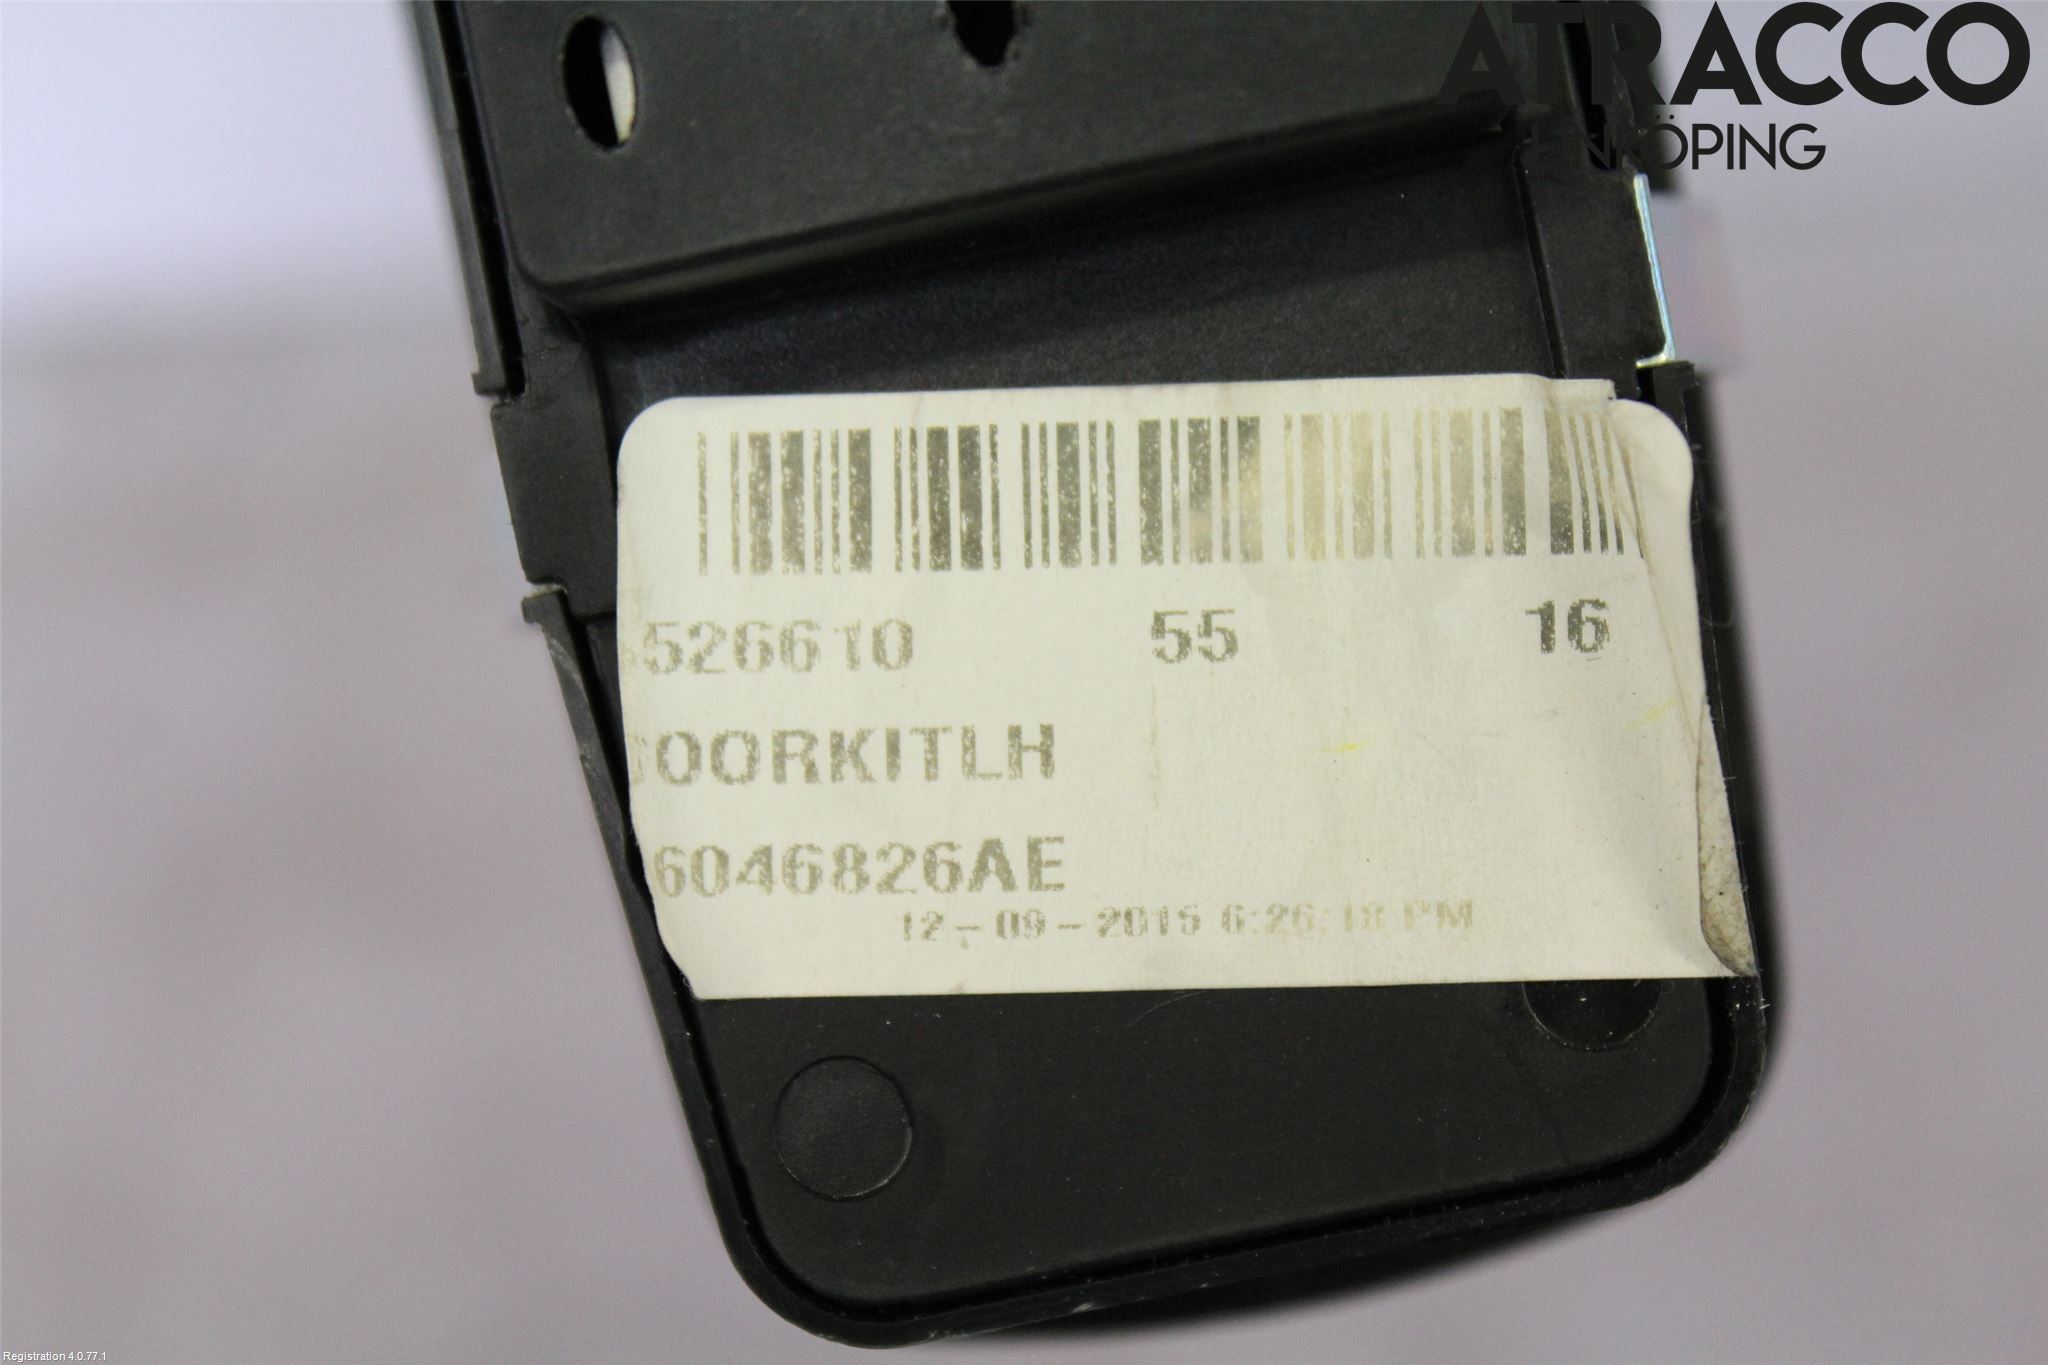 ATRACCO
526610 55 16
OORKITLH
6046826AE
12-09-2015 6:26:18 PM
Registration 4.0.77.1